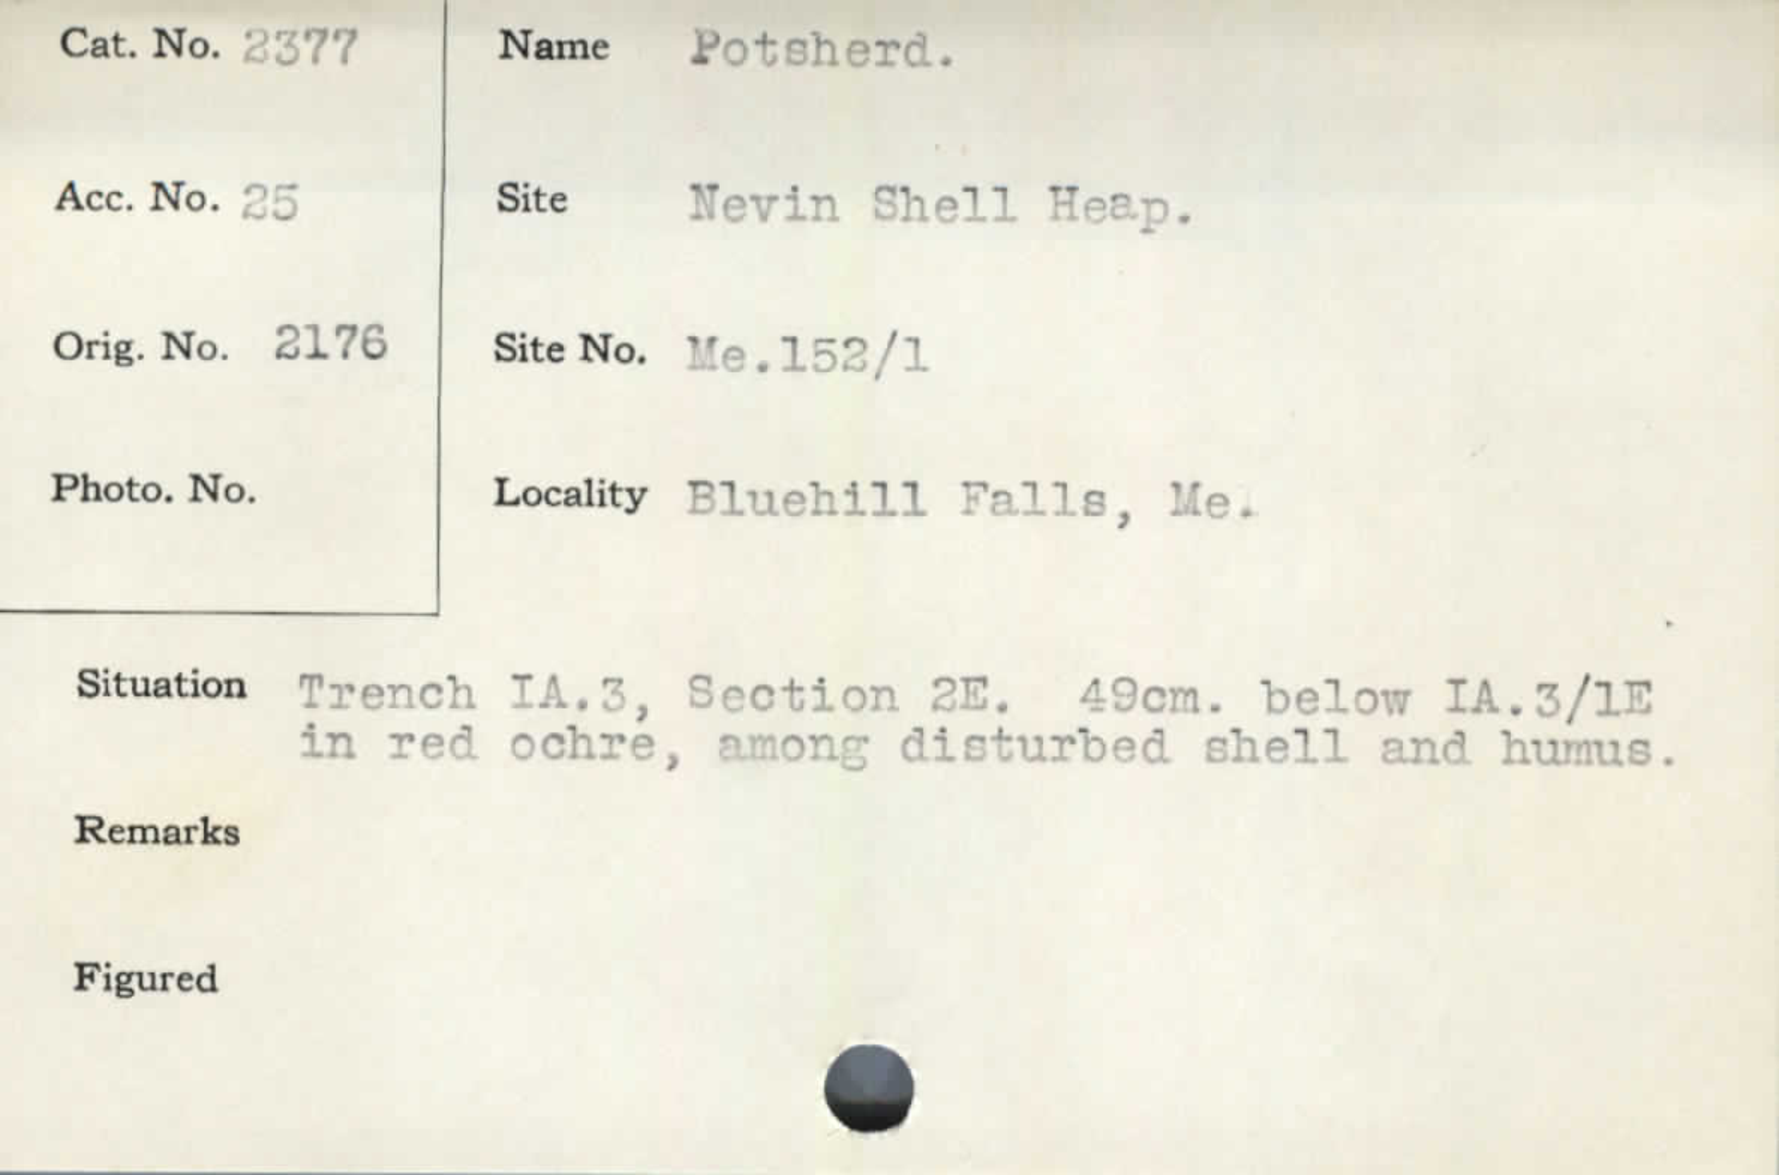 Cat. No. 2377
Acc. No. 25
Orig. No. 2176
Photo. No.
Name Potsherd.
Site Nevin Shell Heap.
Site No. Me.152/1
Locality Bluehill Falls, Me.
Situation Trench IA.3, Section 2E. 49cm. below IA.3/1E
in red ochre, among disturbed shell and humus.
Remarks
Figured